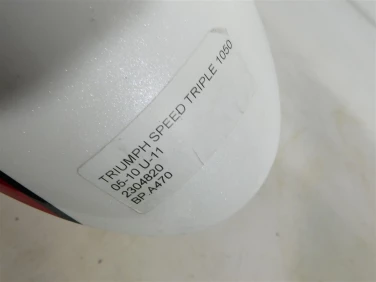 TRIUMPH SPEED TRIPLE 1050
05-10 U-11
2304820
BP A470